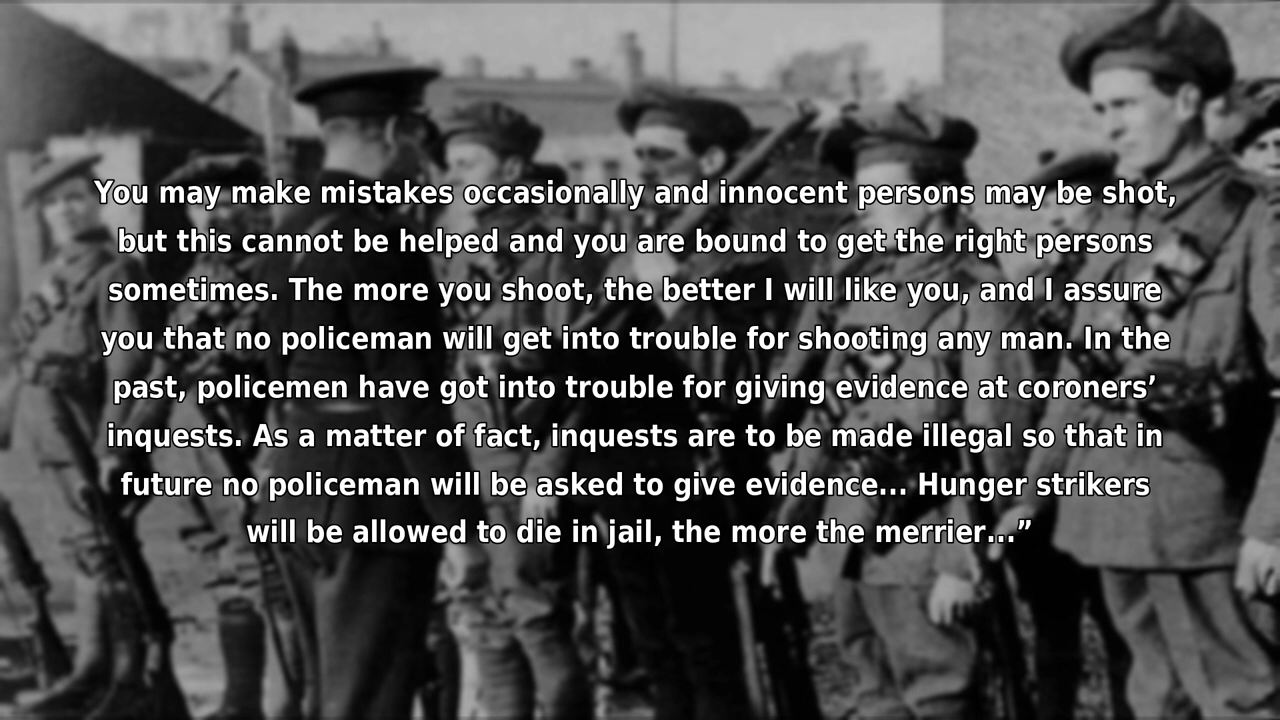 You may make mistakes occasionally and innocent persons may be shot,
but this cannot be helped and you are bound to get the right persons
sometimes. The more you shoot, the better I will like you, and I assure
you that no policeman will get into trouble for shooting any man. In the
past, policemen have got into trouble for giving evidence at coroners’
inquests. As a matter of fact, inquests are to be made illegal so that in
future no policeman will be asked to give evidence... Hunger strikers
will be allowed to die in jail, the more the merrier...”